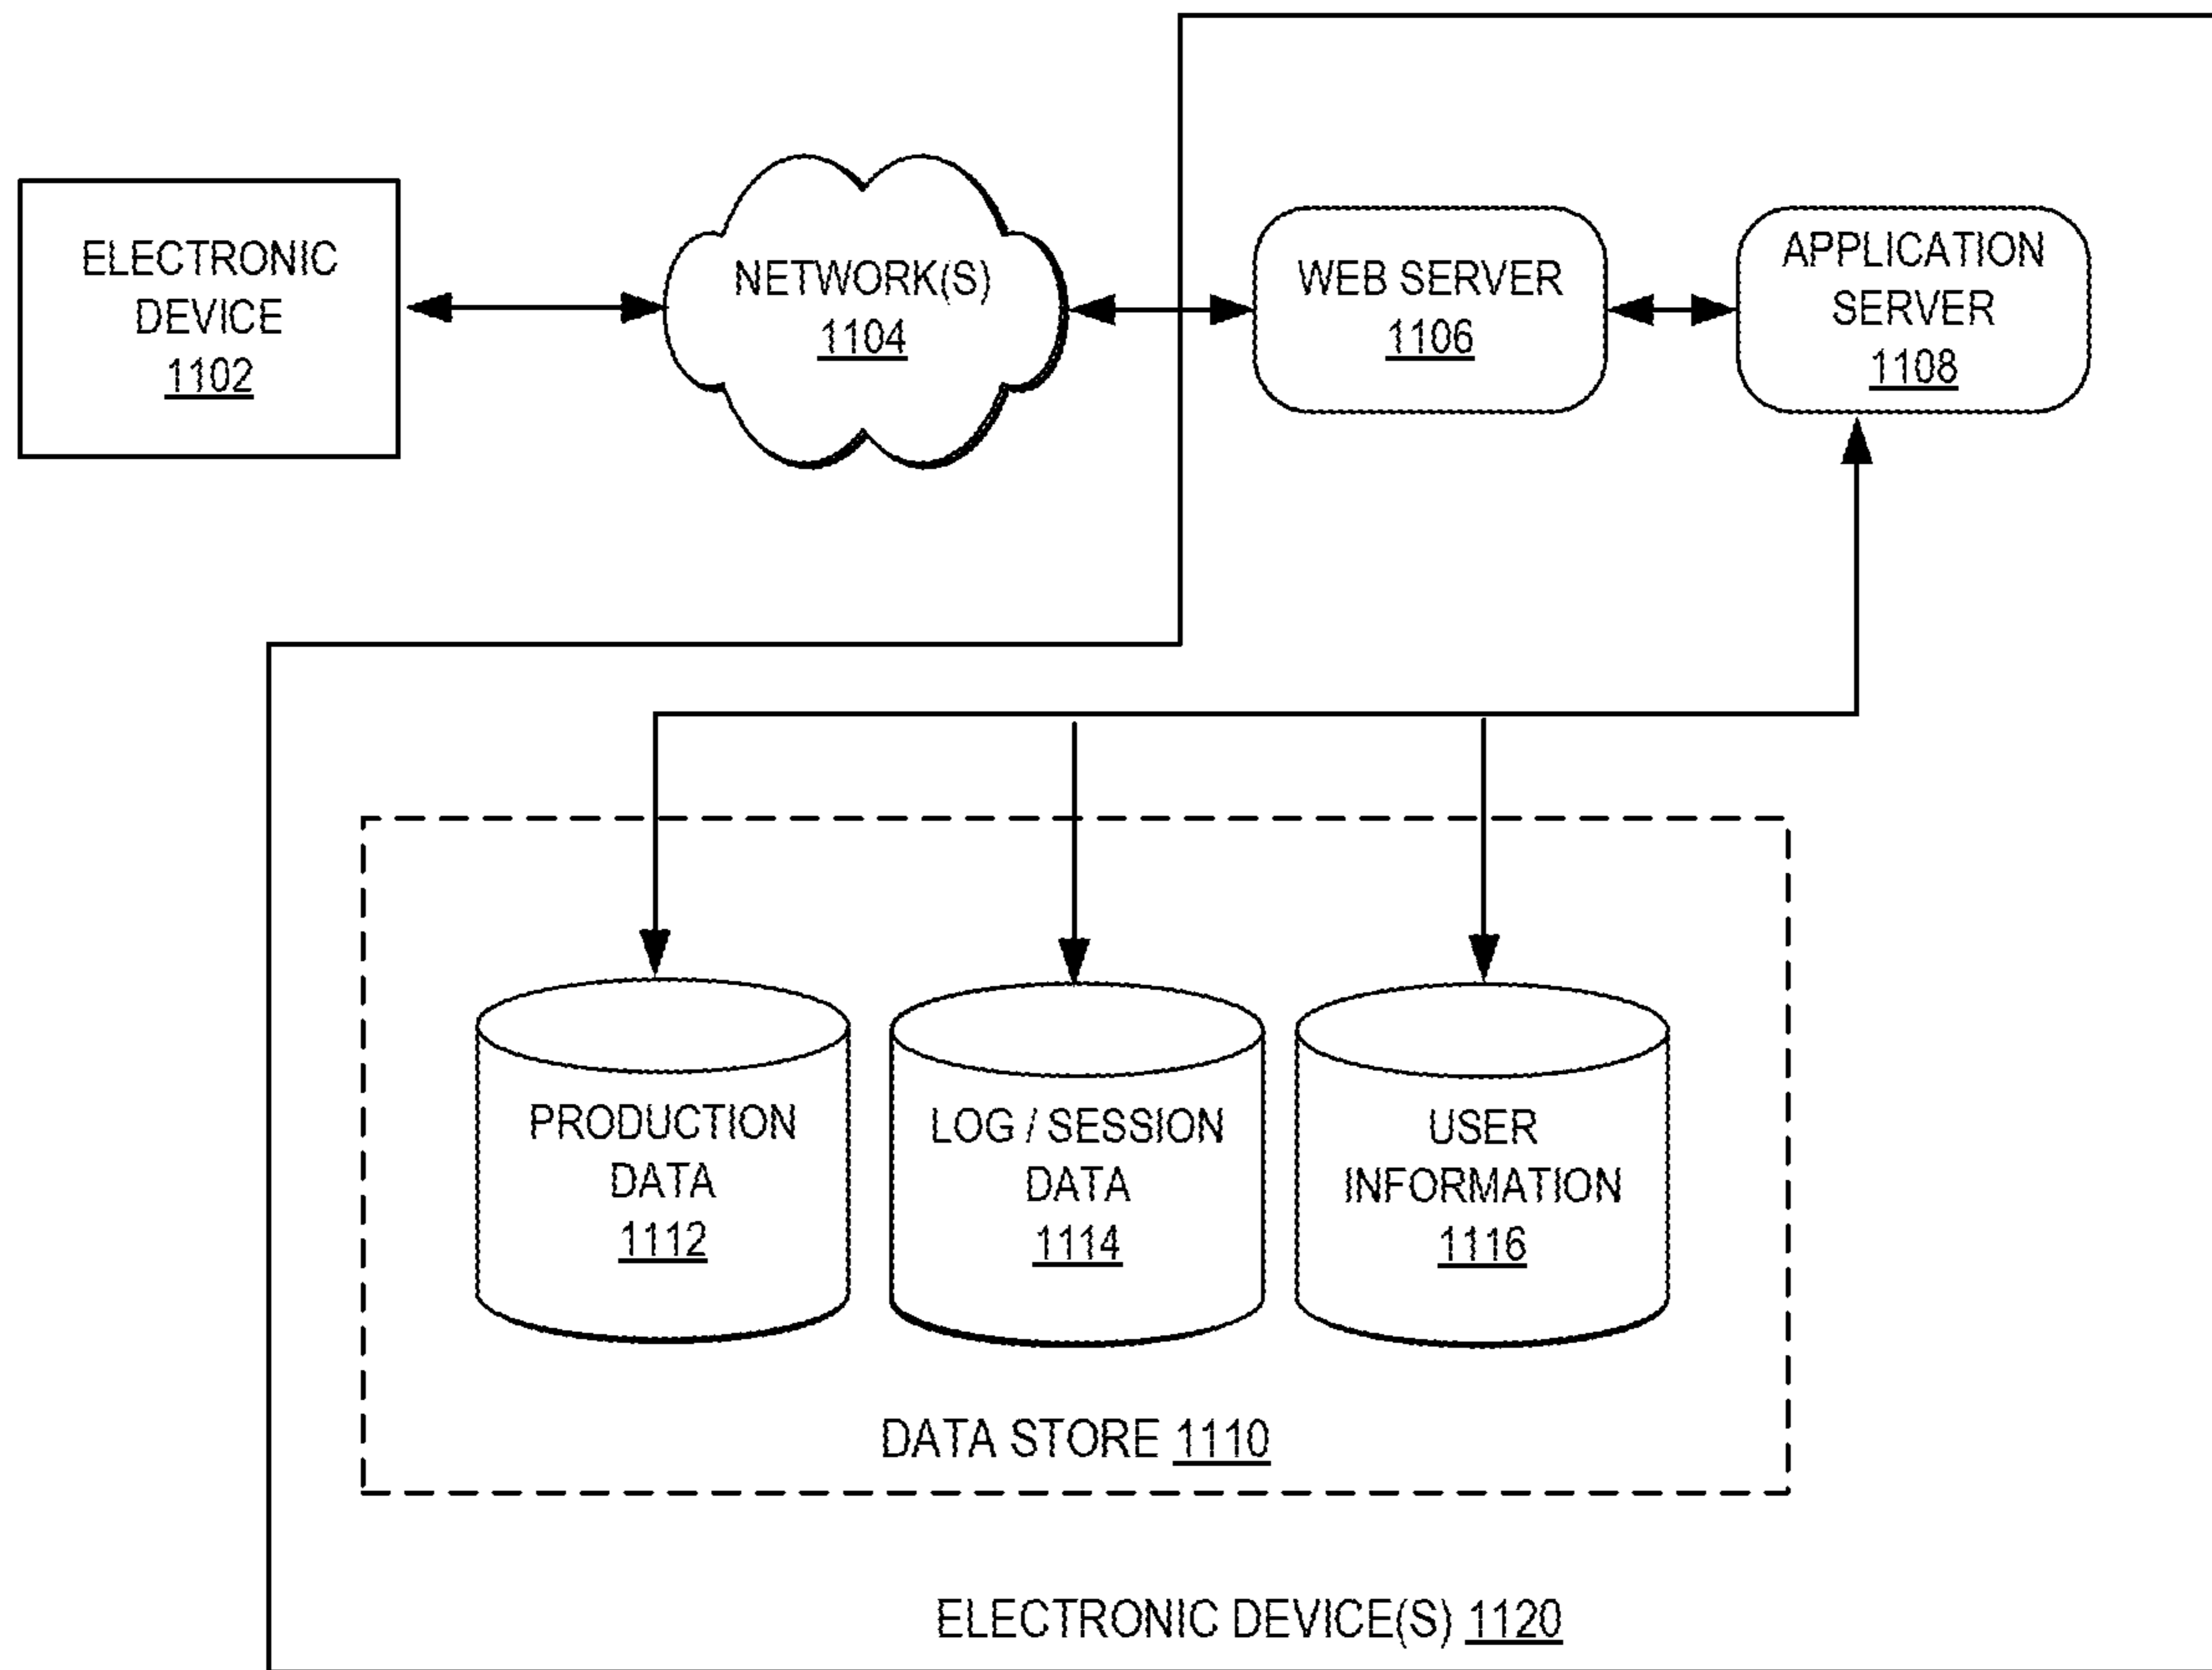 ELECTRONIC
DEVICE
1102
NETWORK(S)
1104
WEB SERVER
1106
APPLICATION
SERVER
1108
PRODUCTION
DATA
1112
LOG / SESSION
DATA
1114
USER
INFORMATION
1116
DATA STORE 1110
ELECTRONIC DEVICE(S) 1120